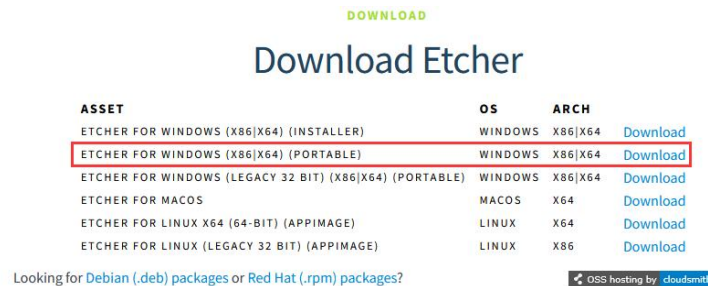 DOWNLOAD
Download Etcher
ASSET OS ARCH
ETCHER FOR WINDOWS (X86|X64) (INSTALLER) WINDOWS X86|X64 Download
ETCHER FOR WINDOWS (X86|X64) (PORTABLE) WINDOWS X86|X64 Download
ETCHER FOR WINDOWS (LEGACY 32 BIT) (X86|X64) (PORTABLE) WINDOWS X86|X64 Download
ETCHER FOR MACOS MACOS X64 Download
ETCHER FOR LINUX X64 (64-BIT) (APPIMAGE) LINUX X64 Download
ETCHER FOR LINUX (LEGACY 32 BIT) (APPIMAGE) LINUX X86 Download
Looking for Debian (.deb) packages or Red Hat (.rpm) packages? OSS hosting by cloudsmith